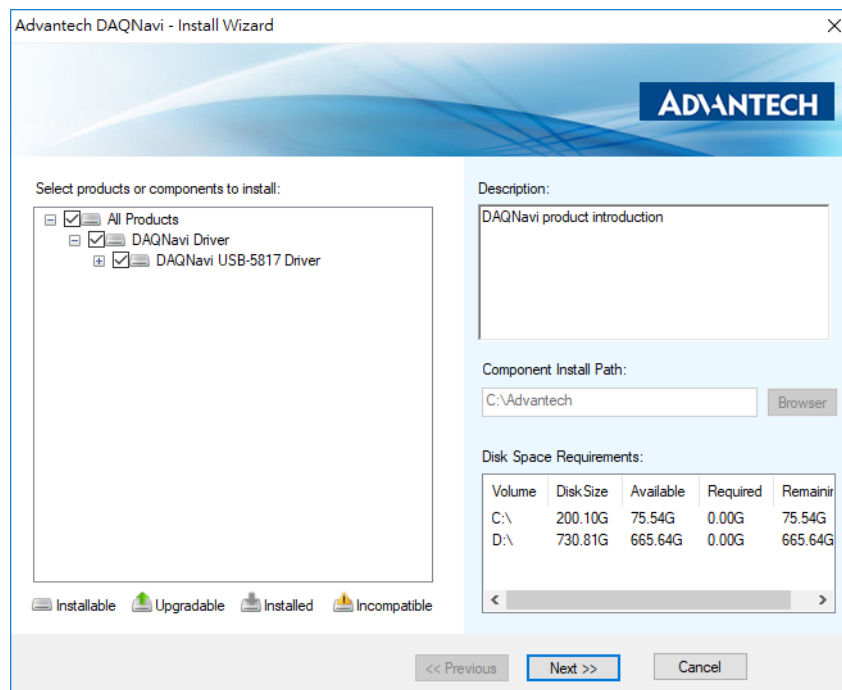 Advantech DAQNavi - Install Wizard
ADVANTECH
Select products or components to install:
All Products
DAQNavi Driver
DAQNavi USB-5817 Driver
Installable Upgradable Installed Incompatible
Description:
DAQNavi product introduction
Component Install Path:
C:\Advantech Browser
Disk Space Requirements:
Volume DiskSize Available Required Remainin
C:\ 200.10G 75.54G 0.00G 75.54G
D:\ 730.81G 665.64G 0.00G 665.64G
<< Previous Next >> Cancel